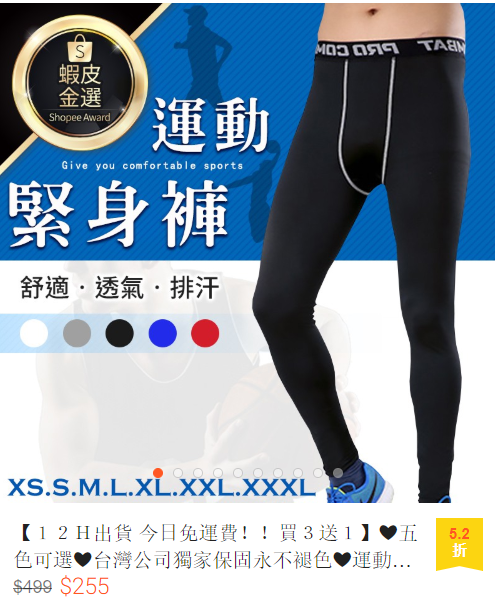 蝦皮
金選
Shopee Award
運動
Give you comfortable sports
緊身褲
舒適・透氣・排汗
XS.S.M.L.XL.XXL.XXXL
【１２Ｈ出貨 今日免運費！！買３送１】♥五
色可選♥台灣公司獨家保固永不褪色♥運動...
5.2
折
$499 $255